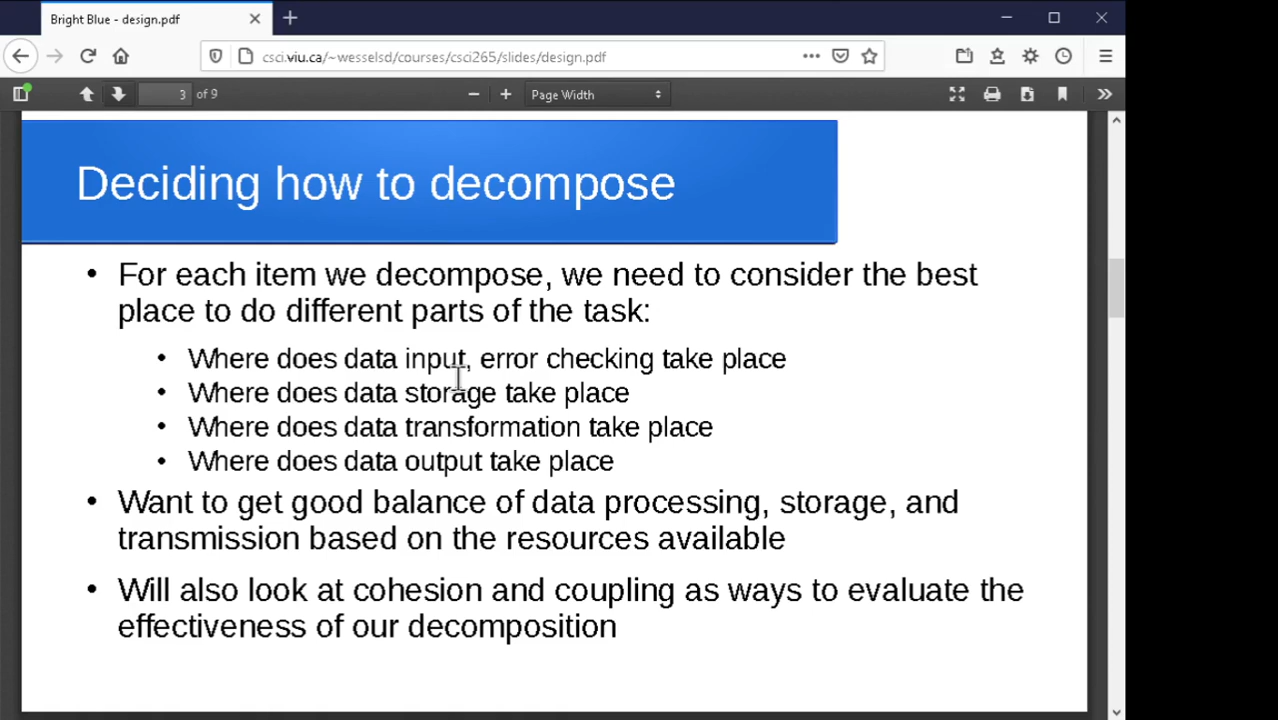 Bright Blue - design.pdf
csci.viu.ca/~wesselsd/courses/csci265/slides/design.pdf
3 of 9
Page Width
Deciding how to decompose
• For each item we decompose, we need to consider the best
place to do different parts of the task:
• Where does data input, error checking take place
• Where does data storage take place
• Where does data transformation take place
• Where does data output take place
• Want to get good balance of data processing, storage, and
transmission based on the resources available
• Will also look at cohesion and coupling as ways to evaluate the
effectiveness of our decomposition